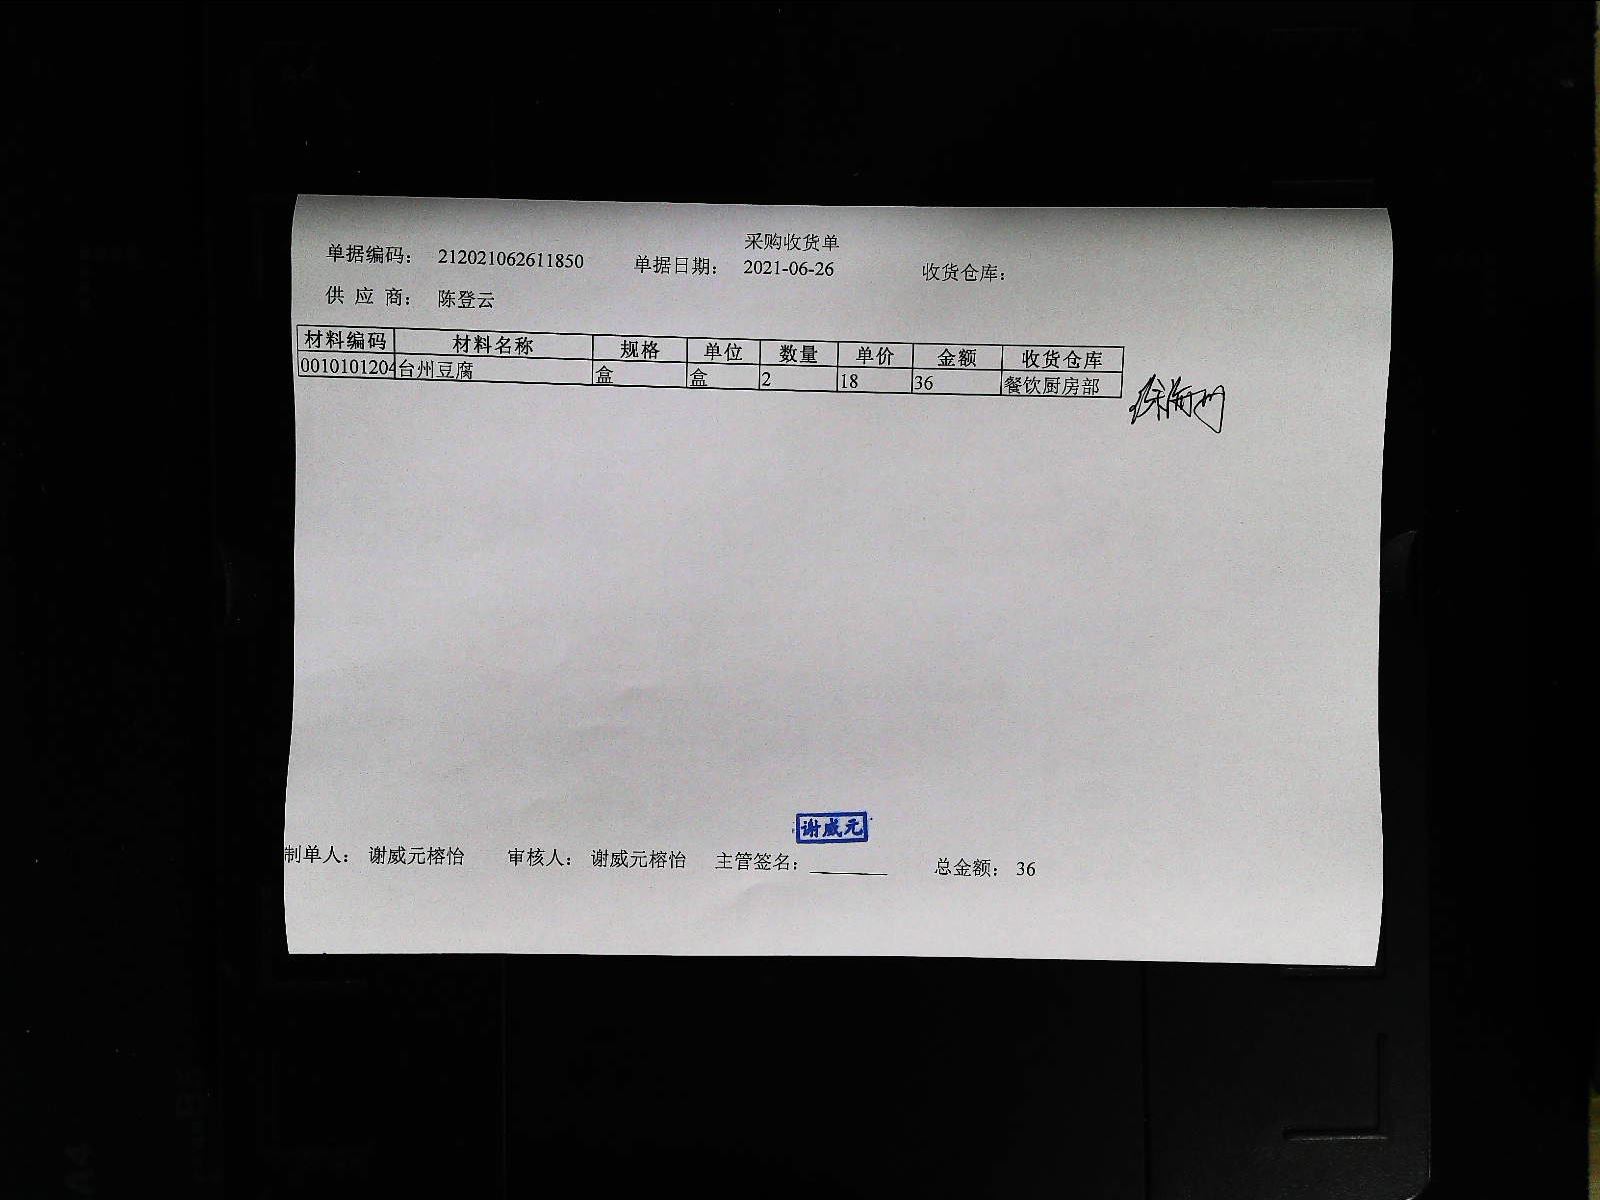 采购收货单
单据编码： 212021062611850 单据日期： 2021-06-26 收货仓库：
供 应 商： 陈登云
材料编码 材料名称 规格 单位 数量 单价 金额 收货仓库
0010101204 台州豆腐 盒 盒 2 18 36 餐饮厨房部
谢威元
制单人： 谢威元榕怡 审核人： 谢威元榕怡 主管签名： 总金额： 36